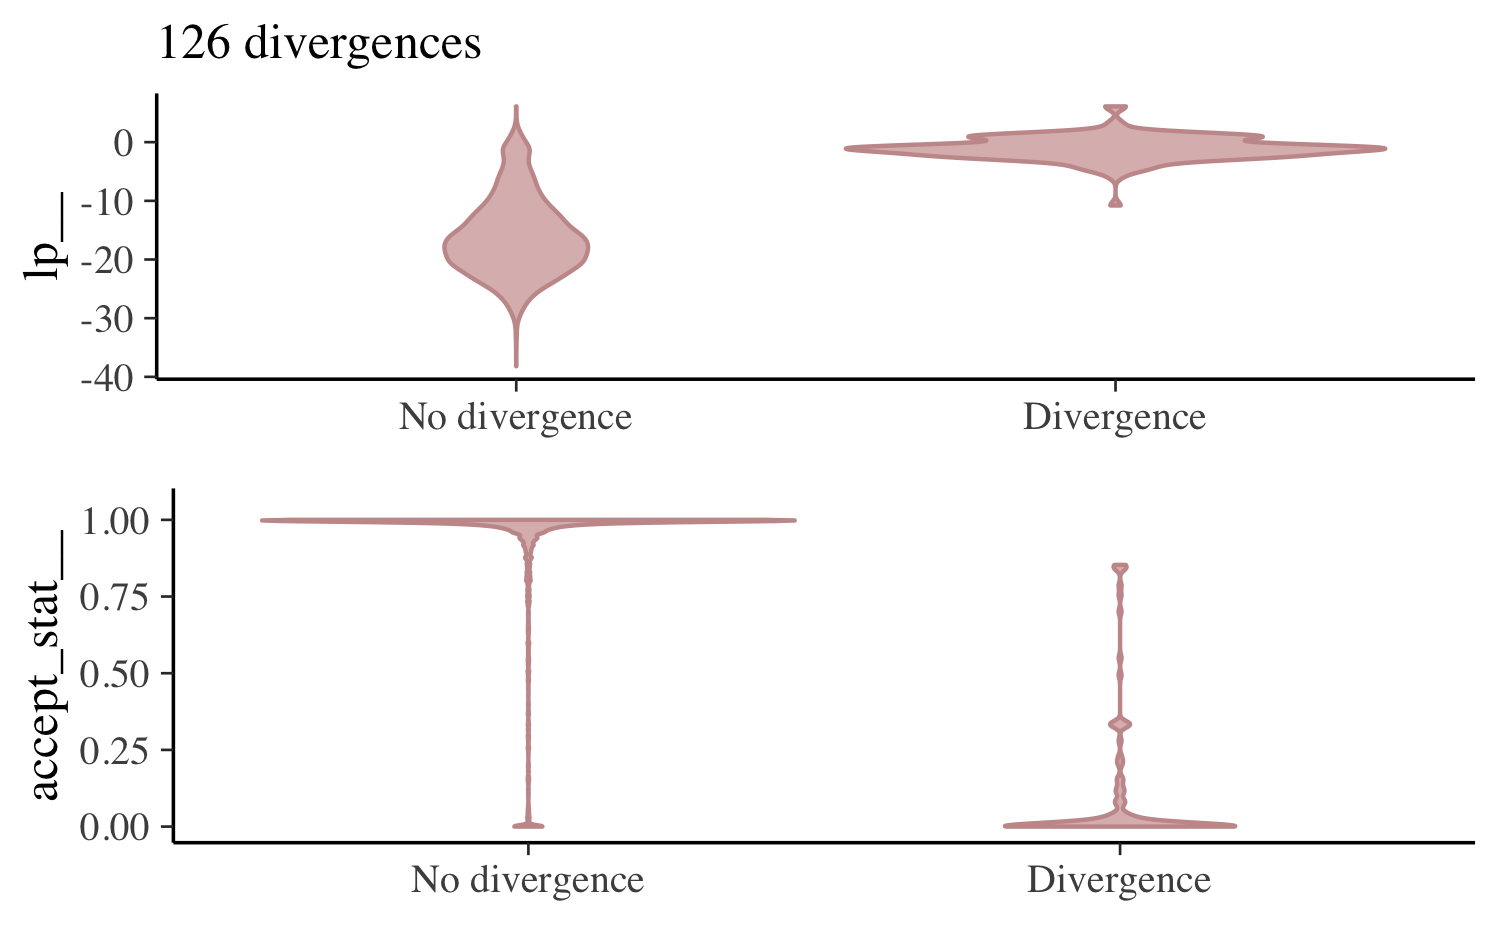 126 divergences
lp__
0
-10
-20
-30
-40
No divergence Divergence
accept_stat__
1.00
0.75
0.50
0.25
0.00
No divergence Divergence